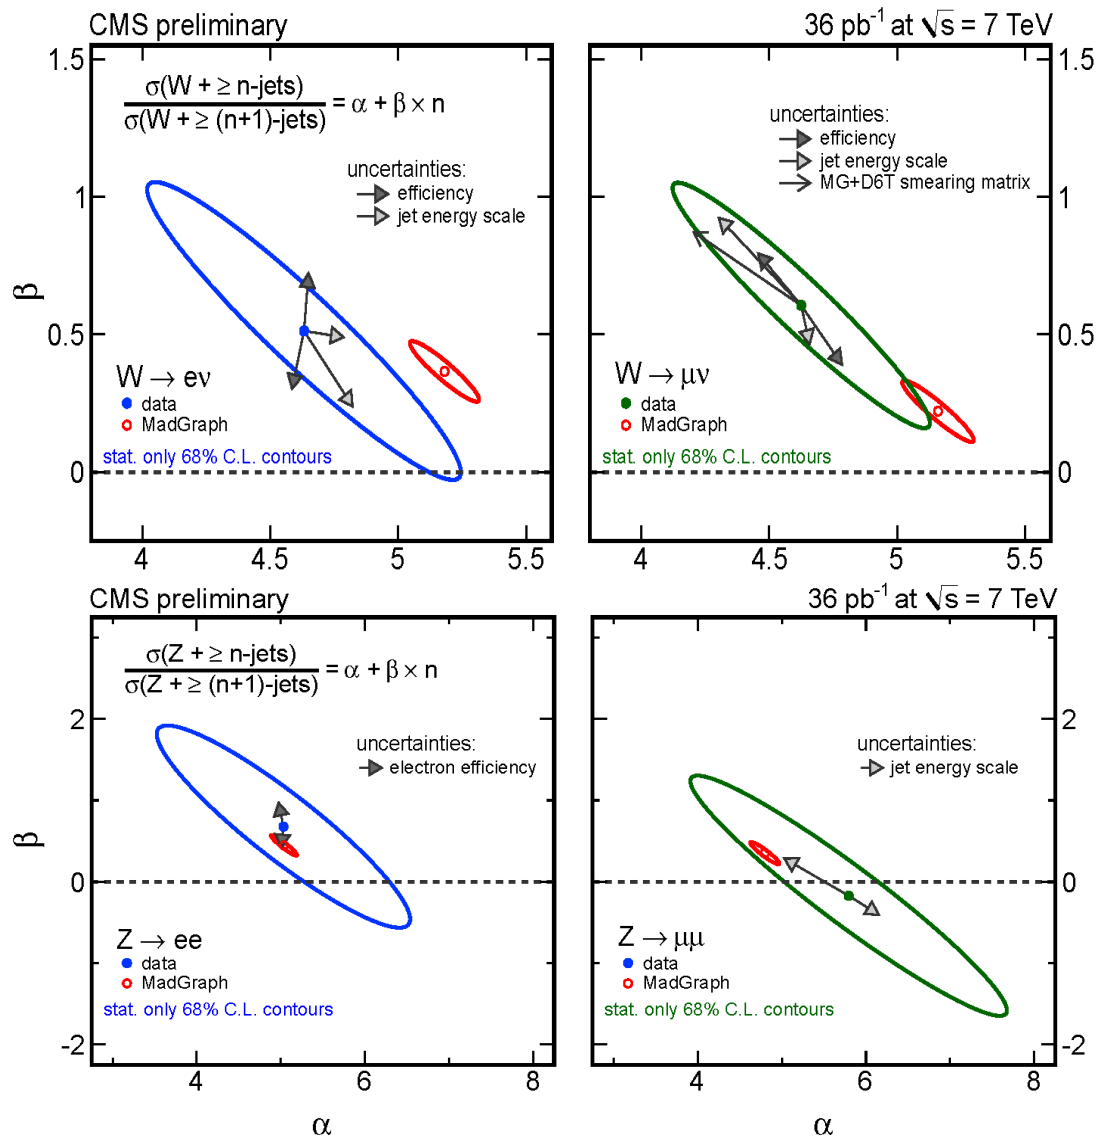 CMS preliminary
36 pb⁻¹ at √s = 7 TeV
1.5
1
0.5
0
β
σ(W + ≥ n-jets)
σ(W + ≥ (n+1)-jets)
= α + β × n
uncertainties:
efficiency
jet energy scale
W → eν
data
MadGraph
stat. only 68% C.L. contours
4
4.5
5
5.5
uncertainties:
efficiency
jet energy scale
MG+D6T smearing matrix
W → μν
data
MadGraph
stat. only 68% C.L. contours
1.5
1
0.5
0
4
4.5
5
5.5
CMS preliminary
36 pb⁻¹ at √s = 7 TeV
2
0
-2
β
σ(Z + ≥ n-jets)
σ(Z + ≥ (n+1)-jets)
= α + β × n
uncertainties:
electron efficiency
Z → ee
data
MadGraph
stat. only 68% C.L. contours
4
6
8
α
uncertainties:
jet energy scale
Z → μμ
data
MadGraph
stat. only 68% C.L. contours
2
0
-2
4
6
8
α